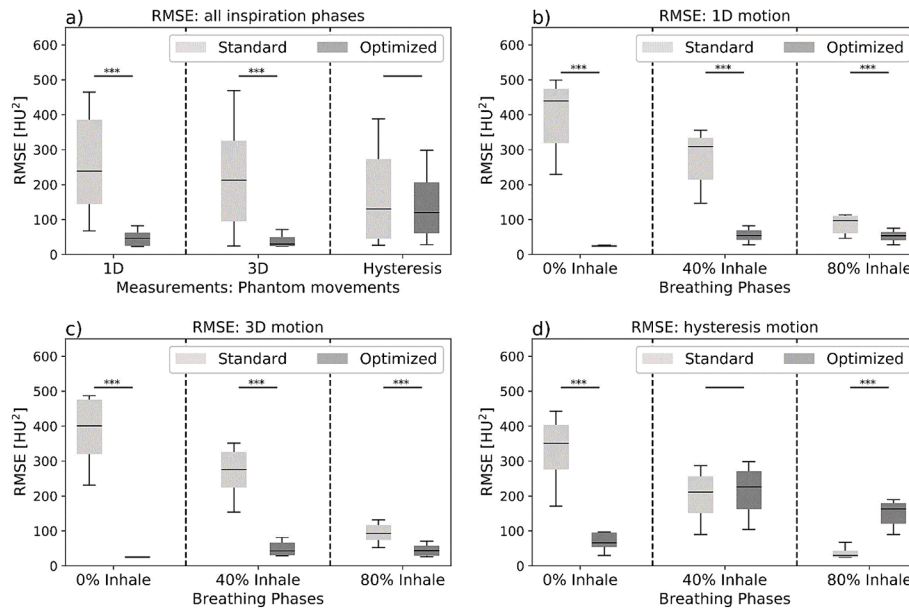 a)
RMSE: all inspiration phases
Standard
Optimized
600
500
400
300
200
100
0
RMSE [HU²]
***
***
1D
3D
Hysteresis
Measurements: Phantom movements
b)
RMSE: 1D motion
Standard
Optimized
600
500
400
300
200
100
0
RMSE [HU²]
***
***
***
0% Inhale
40% Inhale
80% Inhale
Breathing Phases
c)
RMSE: 3D motion
Standard
Optimized
600
500
400
300
200
100
0
RMSE [HU²]
***
***
***
0% Inhale
40% Inhale
80% Inhale
Breathing Phases
d)
RMSE: hysteresis motion
Standard
Optimized
600
500
400
300
200
100
0
RMSE [HU²]
***
***
0% Inhale
40% Inhale
80% Inhale
Breathing Phases